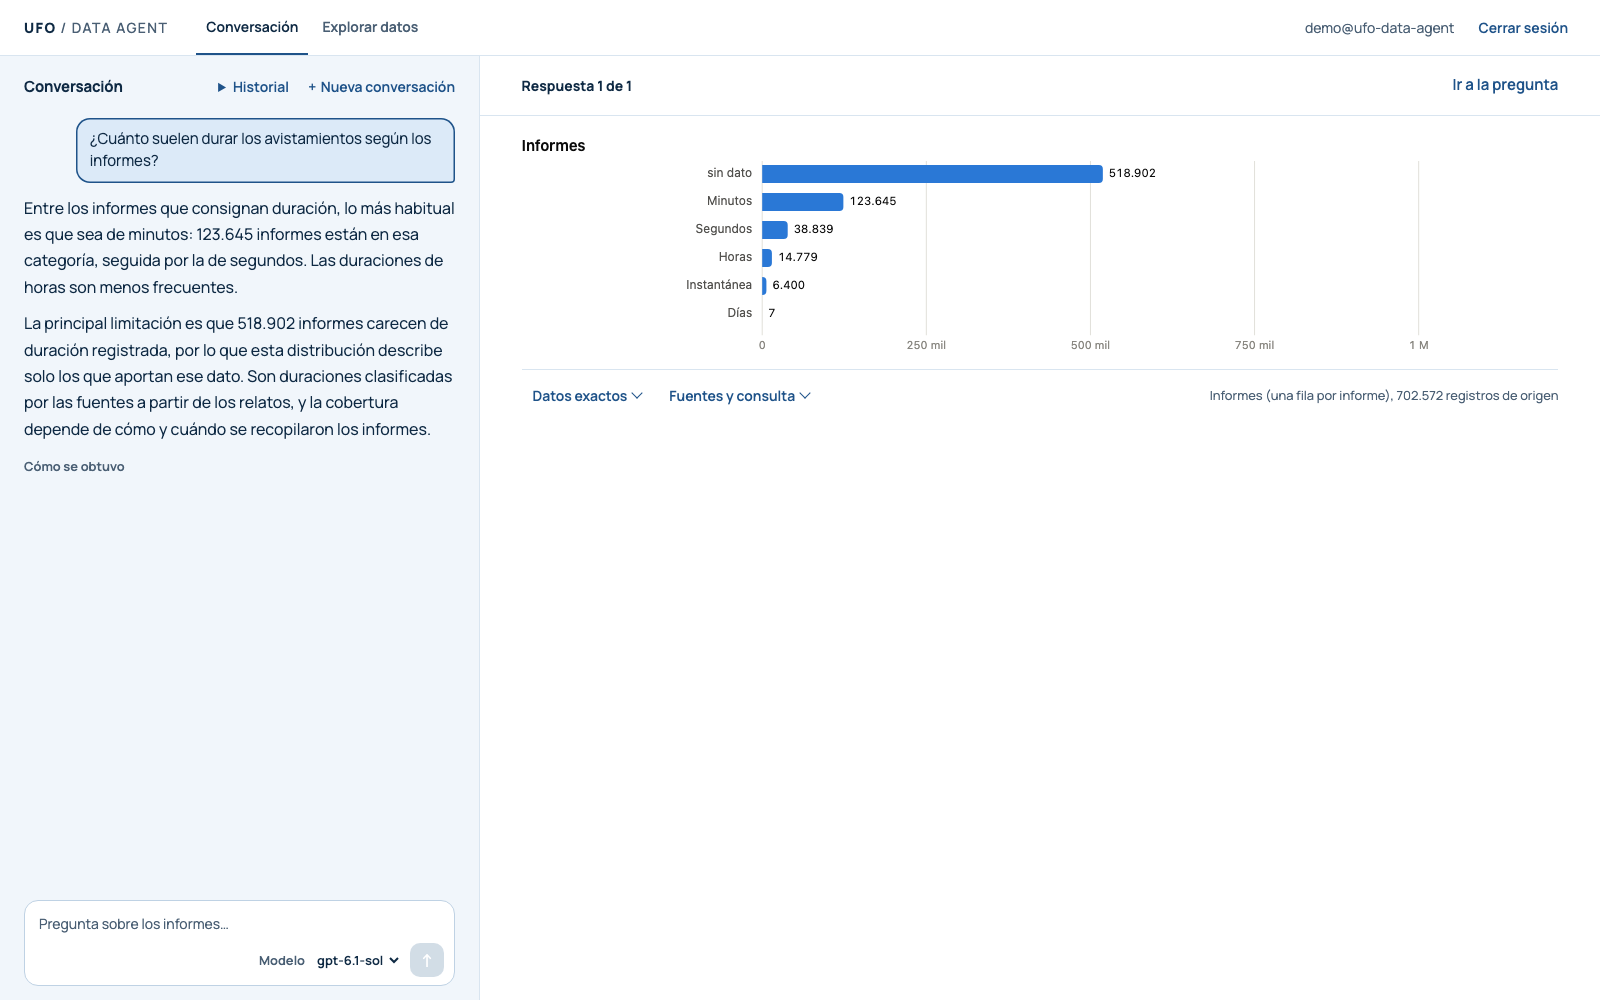 UFO / DATA AGENT
Conversación
Explorar datos
demo@ufo-data-agent
Cerrar sesión
Conversación
▶ Historial
+ Nueva conversación
¿Cuánto suelen durar los avistamientos según los
informes?
Entre los informes que consignan duración, lo más habitual
es que sea de minutos: 123.645 informes están en esa
categoría, seguida por la de segundos. Las duraciones de
horas son menos frecuentes.
La principal limitación es que 518.902 informes carecen de
duración registrada, por lo que esta distribución describe
solo los que aportan ese dato. Son duraciones clasificadas
por las fuentes a partir de los relatos, y la cobertura
depende de cómo y cuándo se recopilaron los informes.
Cómo se obtuvo
Pregunta sobre los informes…
Modelo gpt-6.1-sol
Respuesta 1 de 1
Ir a la pregunta
Informes
sin dato 518.902
Minutos 123.645
Segundos 38.839
Horas 14.779
Instantánea 6.400
Días 7
0 250 mil 500 mil 750 mil 1 M
Datos exactos
Fuentes y consulta
Informes (una fila por informe), 702.572 registros de origen